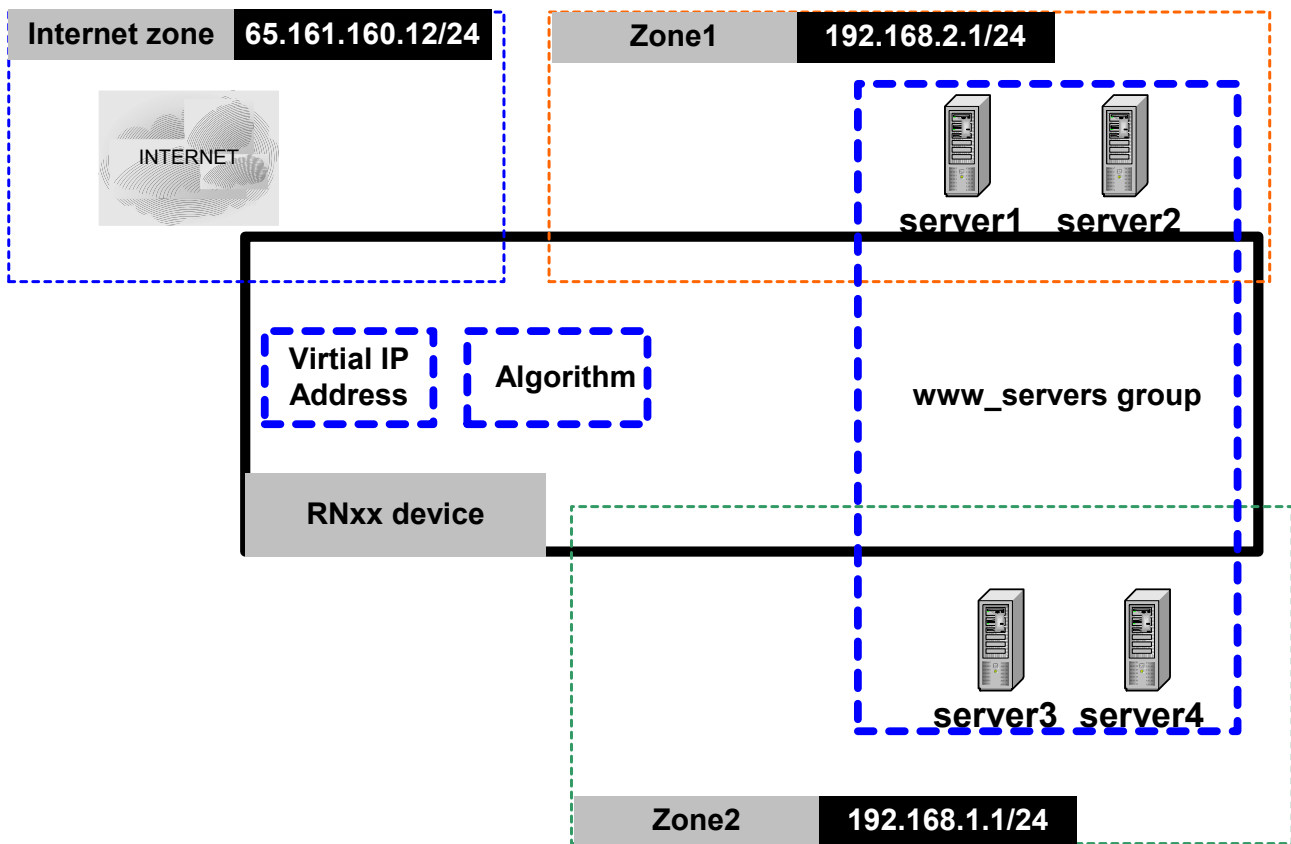 Internet zone 65.161.160.12/24
Zone1 192.168.2.1/24
INTERNET
server1 server2
Virtial IP
Address
Algorithm
www_servers group
RNxx device
server3 server4
Zone2 192.168.1.1/24